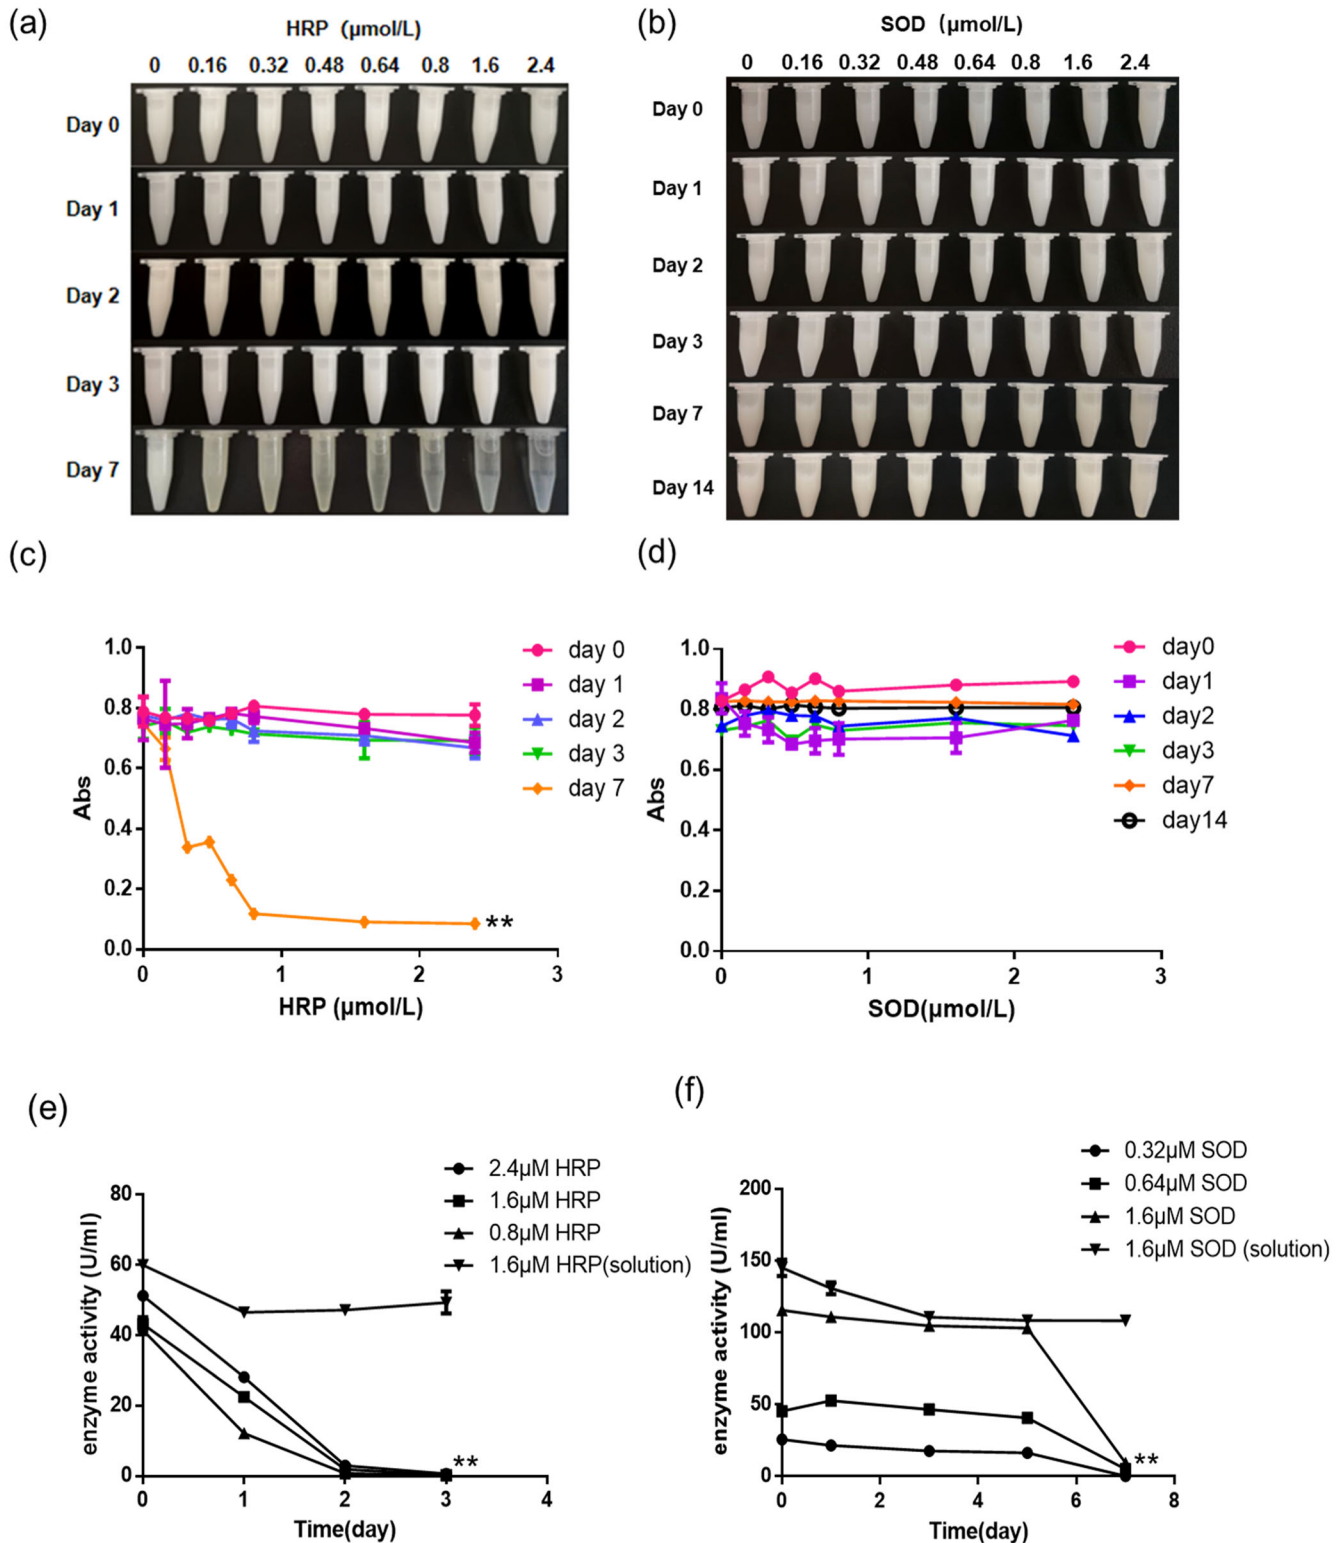 (a)
HRP (μmol/L)
0 0.16 0.32 0.48 0.64 0.8 1.6 2.4
Day 0
Day 1
Day 2
Day 3
Day 7
(b)
SOD (μmol/L)
0 0.16 0.32 0.48 0.64 0.8 1.6 2.4
Day 0
Day 1
Day 2
Day 3
Day 7
Day 14
(c)
1.0
0.8
0.6
0.4
0.2
0.0
Abs
0 1 2 3
HRP (μmol/L)
day 0
day 1
day 2
day 3
day 7
**
(d)
1.0
0.8
0.6
0.4
0.2
0.0
Abs
0 1 2 3
SOD(μmol/L)
day0
day1
day2
day3
day7
day14
(e)
80
60
40
20
0
enzyme activity (U/ml)
0 1 2 3 4
Time(day)
2.4μM HRP
1.6μM HRP
0.8μM HRP
1.6μM HRP(solution)
**
(f)
200
150
100
50
0
enzyme activity (U/ml)
0 2 4 6 8
Time(day)
0.32μM SOD
0.64μM SOD
1.6μM SOD
1.6μM SOD (solution)
**